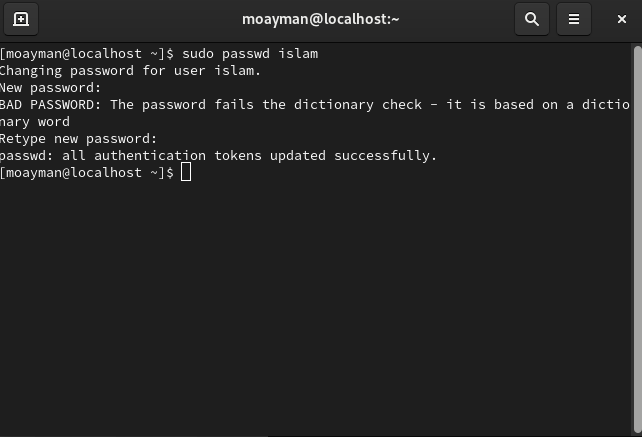 moayman@localhost:~
[moayman@localhost ~]$ sudo passwd islam
Changing password for user islam.
New password:
BAD PASSWORD: The password fails the dictionary check - it is based on a dictio
nary word
Retype new password:
passwd: all authentication tokens updated successfully.
[moayman@localhost ~]$